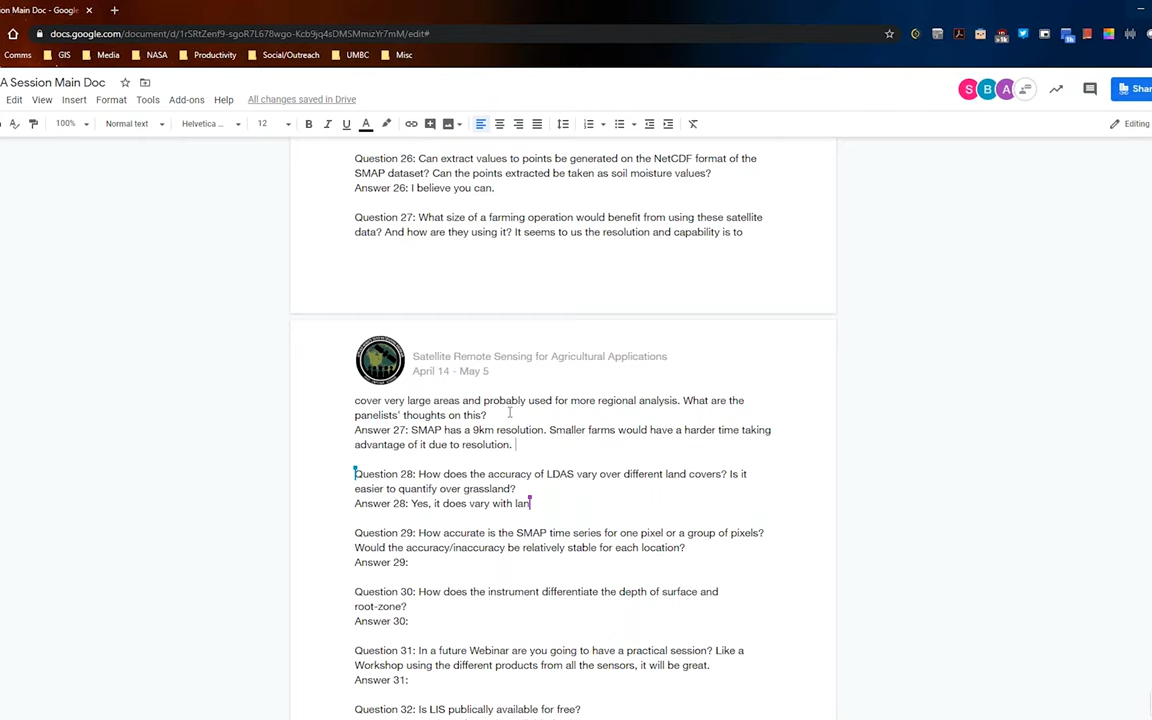 on Main Doc - Google
docs.google.com/document/d/1rSRtZenf9-sgoR7L678wgo-Kcb9jq4sDMSMmizYr7mM/edit#
Comms GIS Media NASA Productivity Social/Outreach UMBC Misc
A Session Main Doc
Edit View Insert Format Tools Add-ons Help All changes saved in Drive
S B A Shar
100% Normal text Helvetica ... 12 B I U A Editing
Question 26: Can extract values to points be generated on the NetCDF format of the
SMAP dataset? Can the points extracted be taken as soil moisture values?
Answer 26: I believe you can.
Question 27: What size of a farming operation would benefit from using these satellite
data? And how are they using it? It seems to us the resolution and capability is to
Satellite Remote Sensing for Agricultural Applications
April 14 - May 5
cover very large areas and probably used for more regional analysis. What are the
panelists' thoughts on this?
Answer 27: SMAP has a 9km resolution. Smaller farms would have a harder time taking
advantage of it due to resolution.
Question 28: How does the accuracy of LDAS vary over different land covers? Is it
easier to quantify over grassland?
Answer 28: Yes, it does vary with lan
Question 29: How accurate is the SMAP time series for one pixel or a group of pixels?
Would the accuracy/inaccuracy be relatively stable for each location?
Answer 29:
Question 30: How does the instrument differentiate the depth of surface and
root-zone?
Answer 30:
Question 31: In a future Webinar are you going to have a practical session? Like a
Workshop using the different products from all the sensors, it will be great.
Answer 31:
Question 32: Is LIS publically available for free?